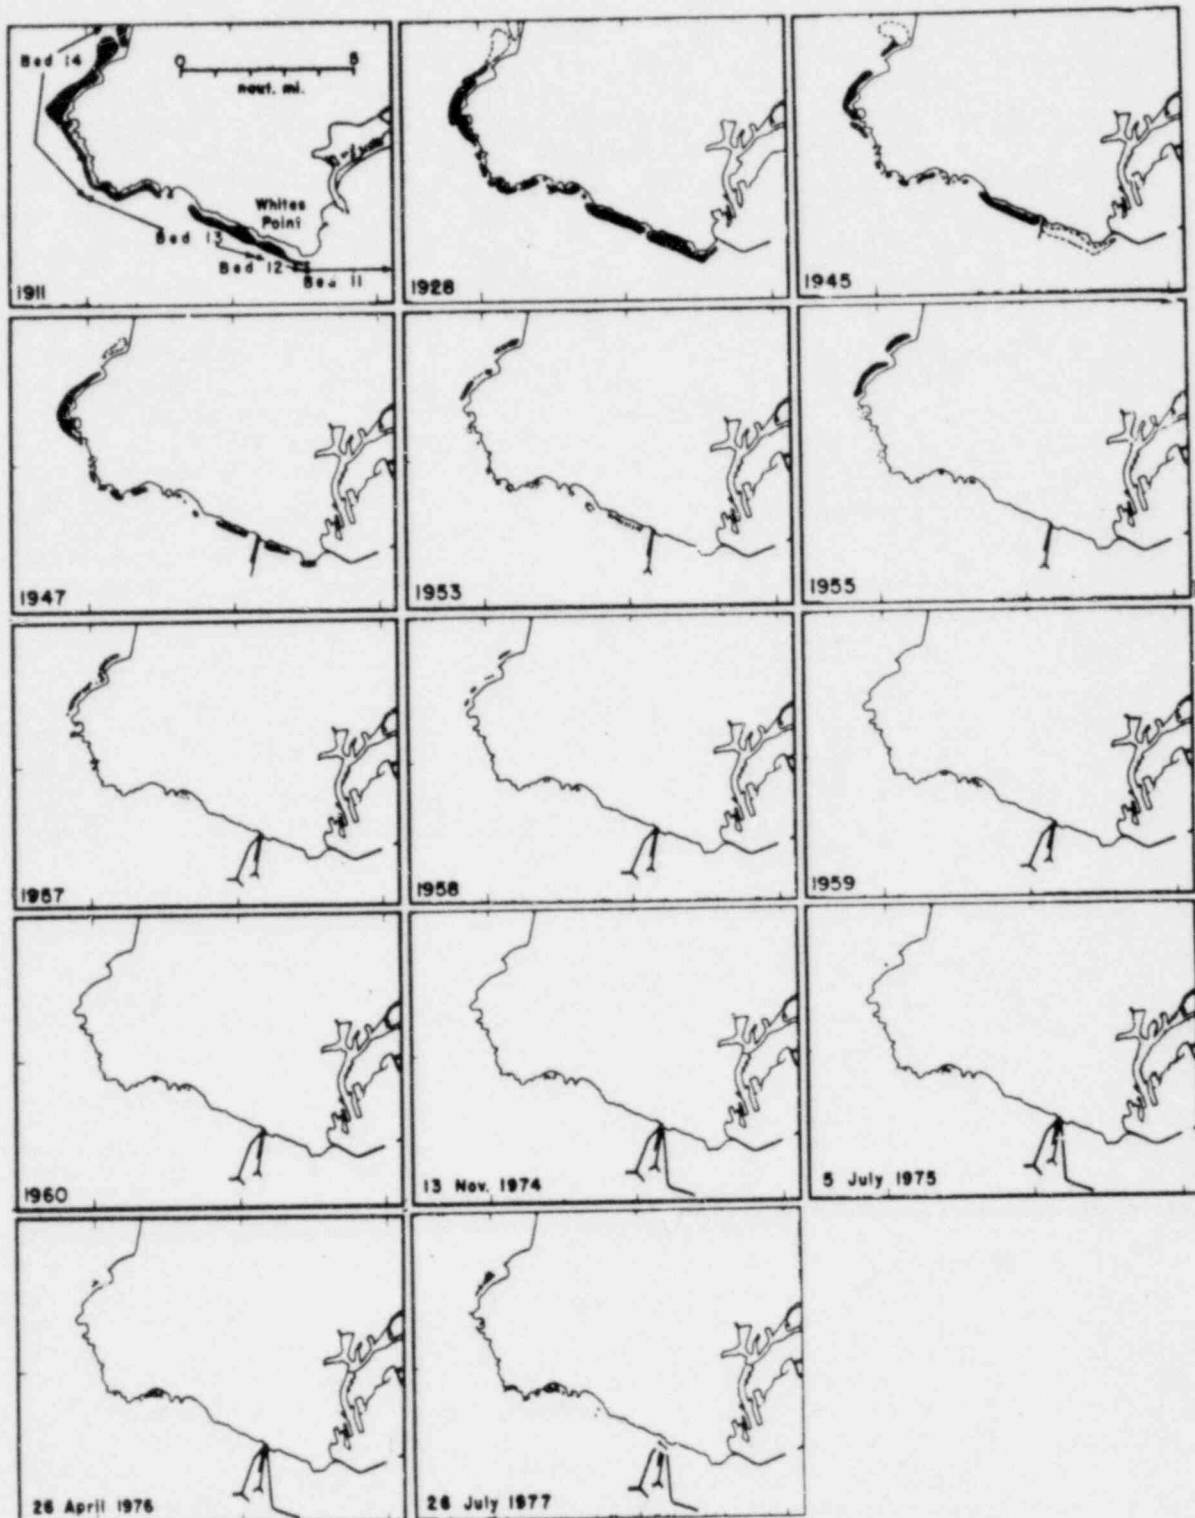 Bed 14
0 5
naut. mi.
Whites
Point
Bed 13
Bed 12
Bed 11
1911
1928
1945
1947
1953
1955
1957
1958
1959
1960
13 Nov. 1974
5 July 1975
26 April 1976
26 July 1977